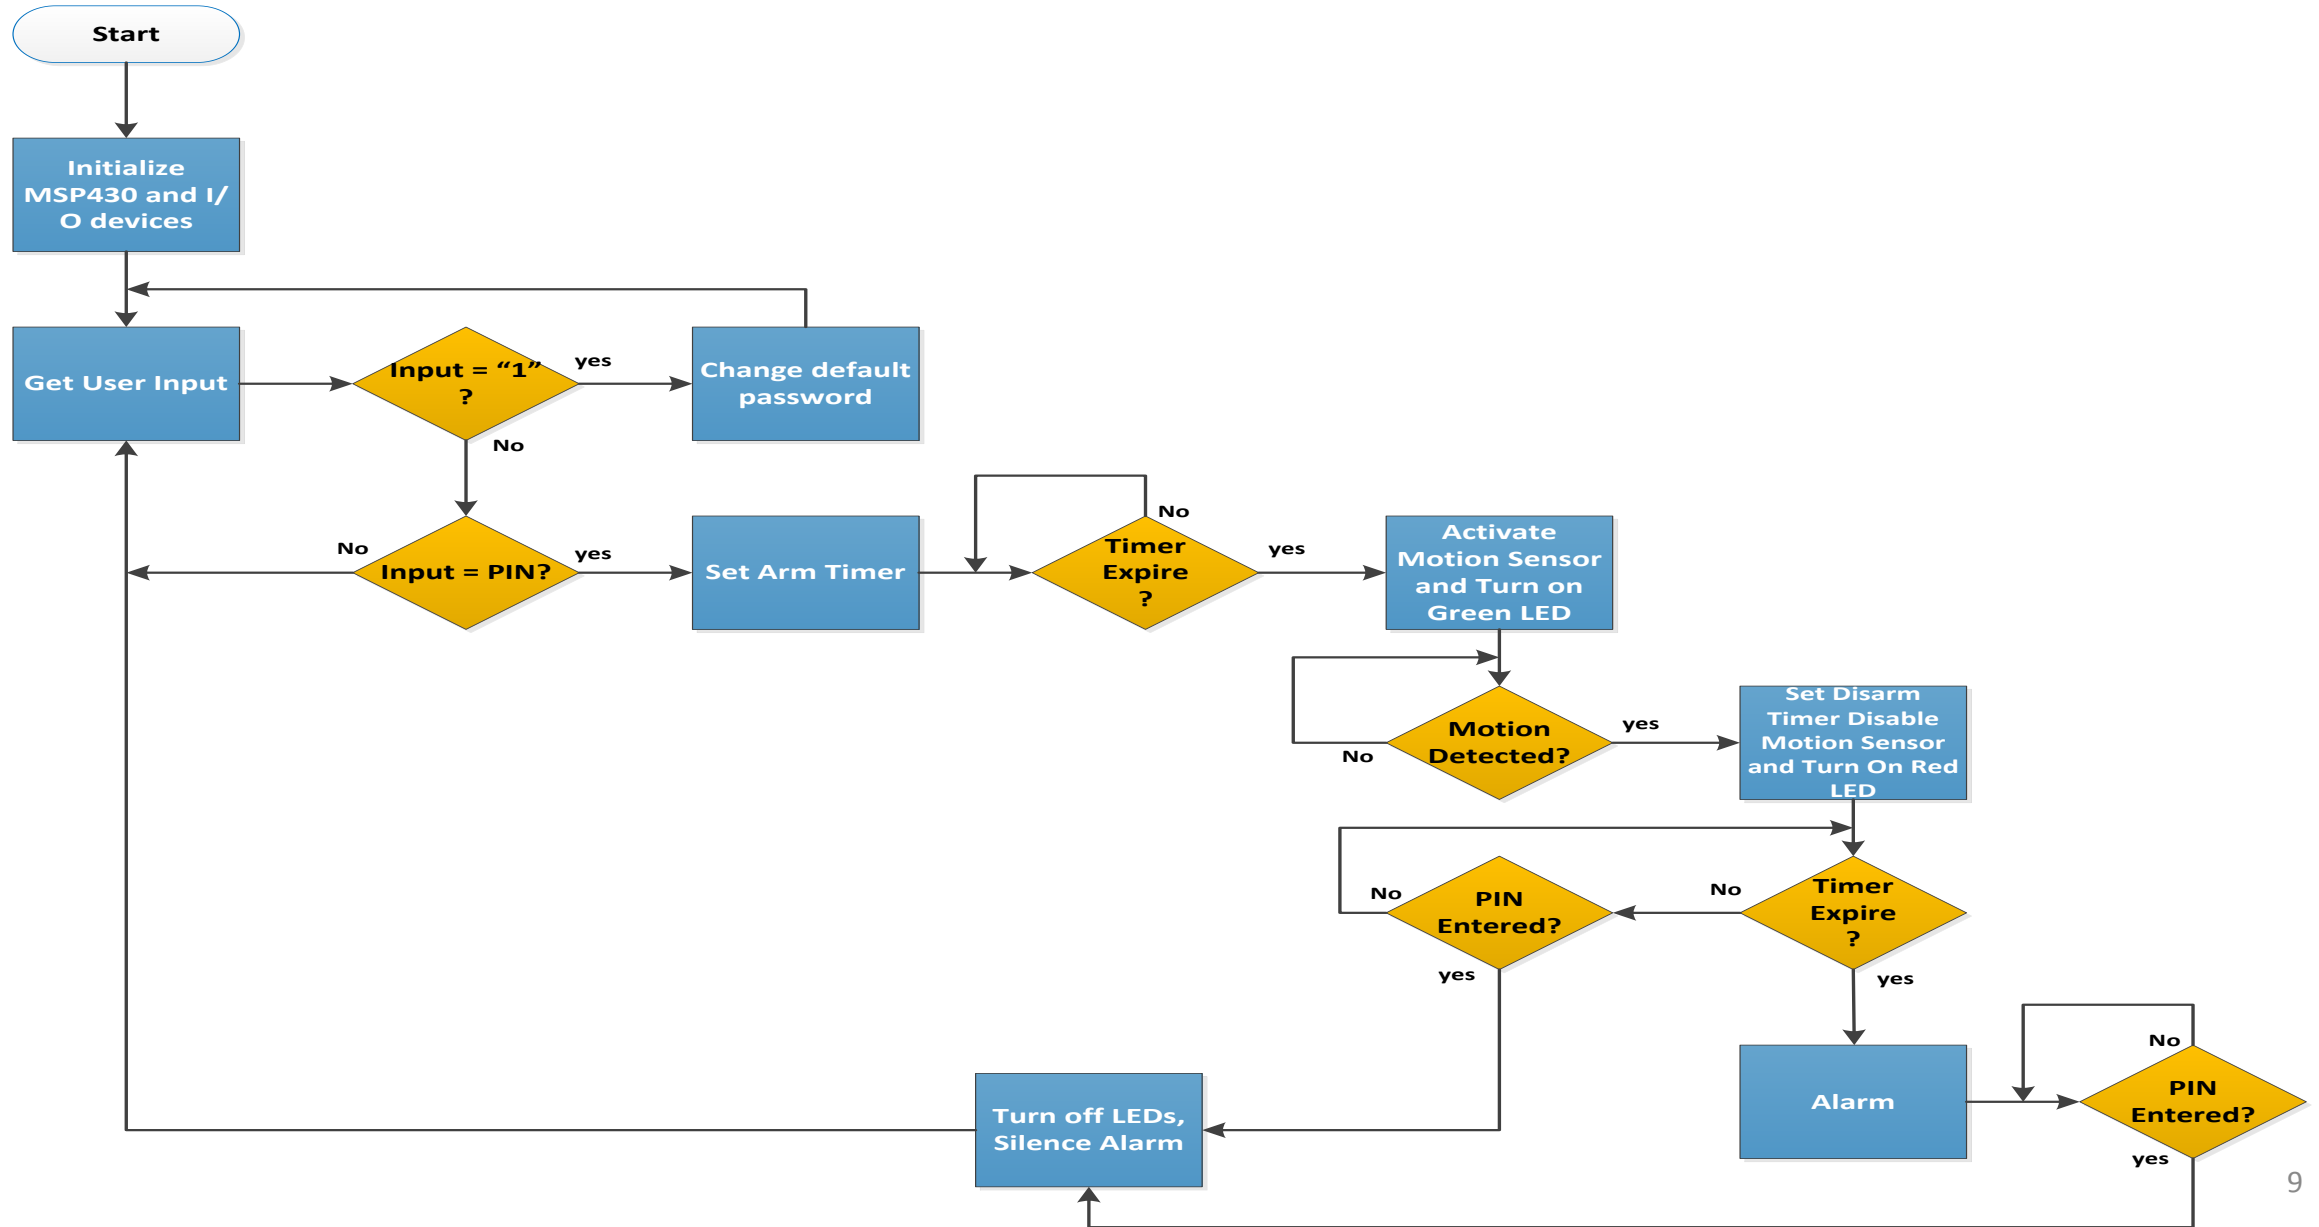 Start
Initialize
MSP430 and I/
O devices
Get User Input
Input = “1”
?
yes
Change default
password
No
Input = PIN?
No
yes
Set Arm Timer
Timer
Expire
?
No
yes
Activate
Motion Sensor
and Turn on
Green LED
Motion
Detected?
No
yes
Set Disarm
Timer Disable
Motion Sensor
and Turn On Red
LED
Timer
Expire
?
No
yes
PIN
Entered?
No
yes
Alarm
PIN
Entered?
No
yes
Turn off LEDs,
Silence Alarm
9